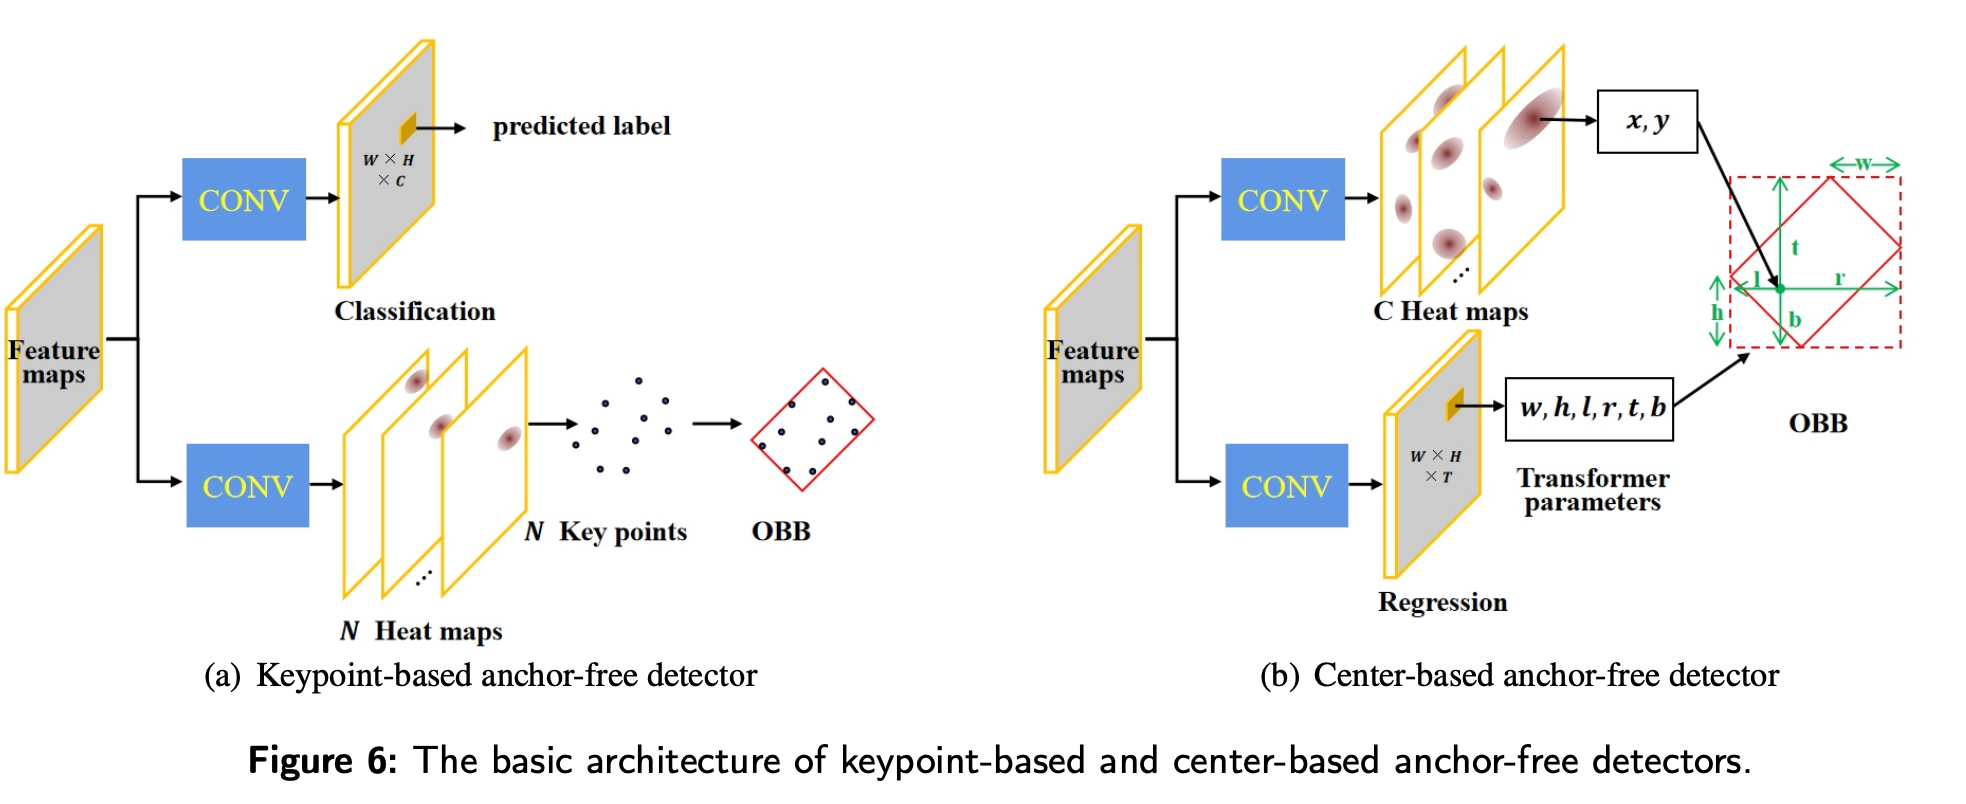 Feature
maps
CONV
W × H
× C
predicted label
Classification
CONV
N Heat maps
N Key points
OBB
(a) Keypoint-based anchor-free detector
Feature
maps
CONV
C Heat maps
x, y
CONV
W × H
× T
Regression
w, h, l, r, t, b
Transformer
parameters
w
t
l
r
h
b
OBB
(b) Center-based anchor-free detector
Figure 6: The basic architecture of keypoint-based and center-based anchor-free detectors.